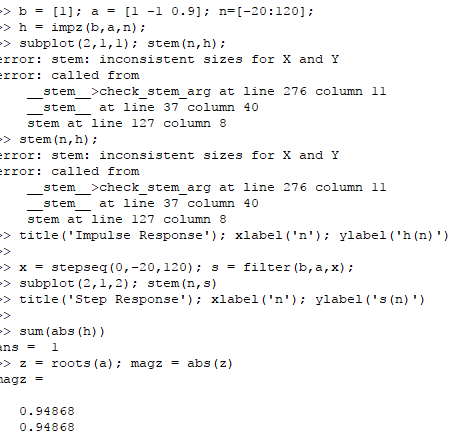 >> b = [1]; a = [1 -1 0.9]; n=[-20:120];
>> h = impz(b,a,n);
>> subplot(2,1,1); stem(n,h);
error: stem: inconsistent sizes for X and Y
error: called from
    __stem__>check_stem_arg at line 276 column 11
    __stem__ at line 37 column 40
    stem at line 127 column 8
>> stem(n,h);
error: stem: inconsistent sizes for X and Y
error: called from
    __stem__>check_stem_arg at line 276 column 11
    __stem__ at line 37 column 40
    stem at line 127 column 8
>> title('Impulse Response'); xlabel('n'); ylabel('h(n)')
>>
>> x = stepseq(0,-20,120); s = filter(b,a,x);
>> subplot(2,1,2); stem(n,s)
>> title('Step Response'); xlabel('n'); ylabel('s(n)')
>>
>> sum(abs(h))
ans = 1
>> z = roots(a); magz = abs(z)
magz =
0.94868
0.94868